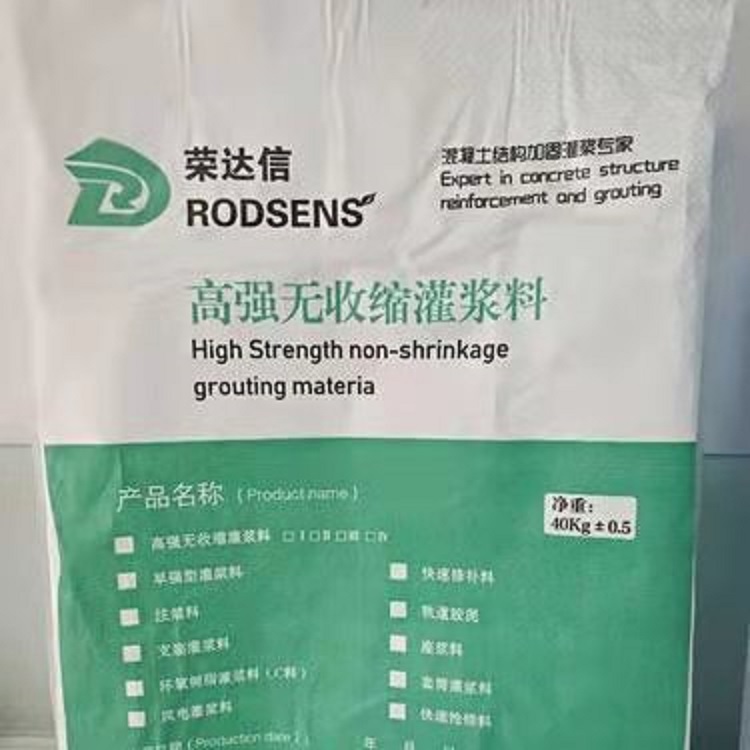 荣达信
RODSENS
混凝土结构加固灌浆专家
Expert in concrete structure
reinforcement and grouting
高强无收缩灌浆料
High Strength non-shrinkage
grouting materia
产品名称 (Product name)
净重:
40Kg±0.5
高强无收缩灌浆料 □Ⅰ□Ⅱ□Ⅲ□Ⅳ
早强型灌浆料
快速修补料
注浆料
轨道胶泥
支座灌浆料
座浆料
环氧树脂灌浆料(C料)
套筒灌浆料
风电灌浆料
快速抢修料
(Production date)
年 月